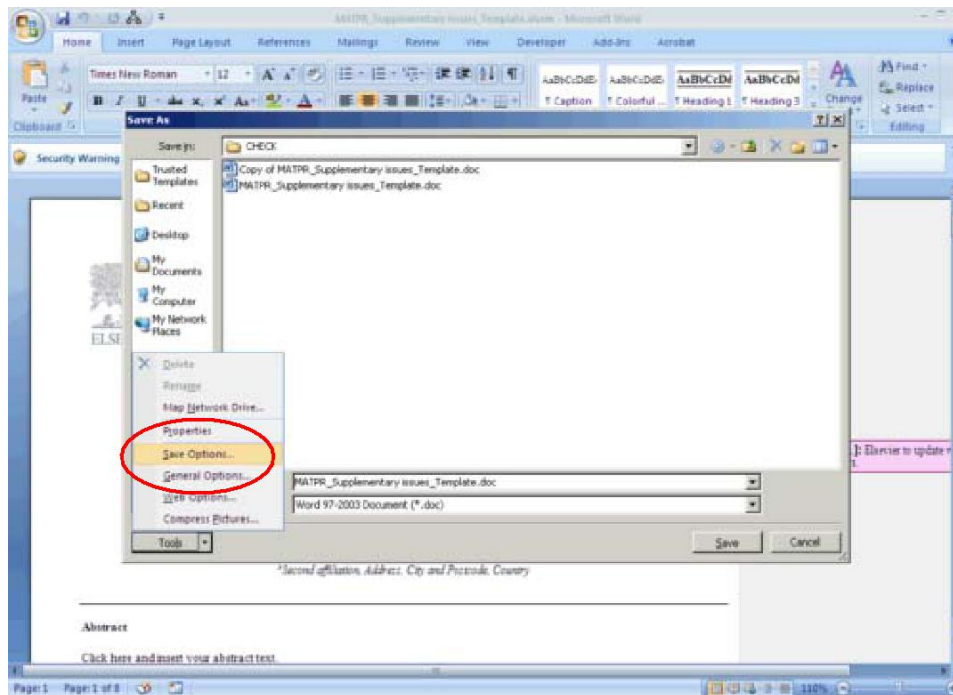 MATPR_Supplementary issues_Template.docm - Microsoft Word
Home Insert Page Layout References Mailings Review View Developer Add-Ins Acrobat
Times New Roman 12
Paste
Clipboard
B I U abc x, x' Aa A
AaBbCcDdE AaBbCcDdE AaBbCcDd AaBbCcDd
¶ Caption ¶ Colorful ... ¶ Heading 1 ¶ Heading 3
Change
Find
Replace
Select
Editing
Security Warning
Save As
Save in: CHECK
Trusted Templates
Recent
Desktop
My Documents
My Computer
My Network Places
Copy of MATPR_Supplementary issues_Template.doc
MATPR_Supplementary issues_Template.doc
ELSE
Delete
Rename
Map Network Drive...
Properties
Save Options...
General Options...
Web Options...
Compress Pictures...
Tools
MATPR_Supplementary issues_Template.doc
Word 97-2003 Document (*.doc)
Save Cancel
]: Elsevier to update
Second affiliation, Address, City and Postcode, Country
Abstract
Click here and insert your abstract text.
Page: 1 Page: 1 of 8
110%